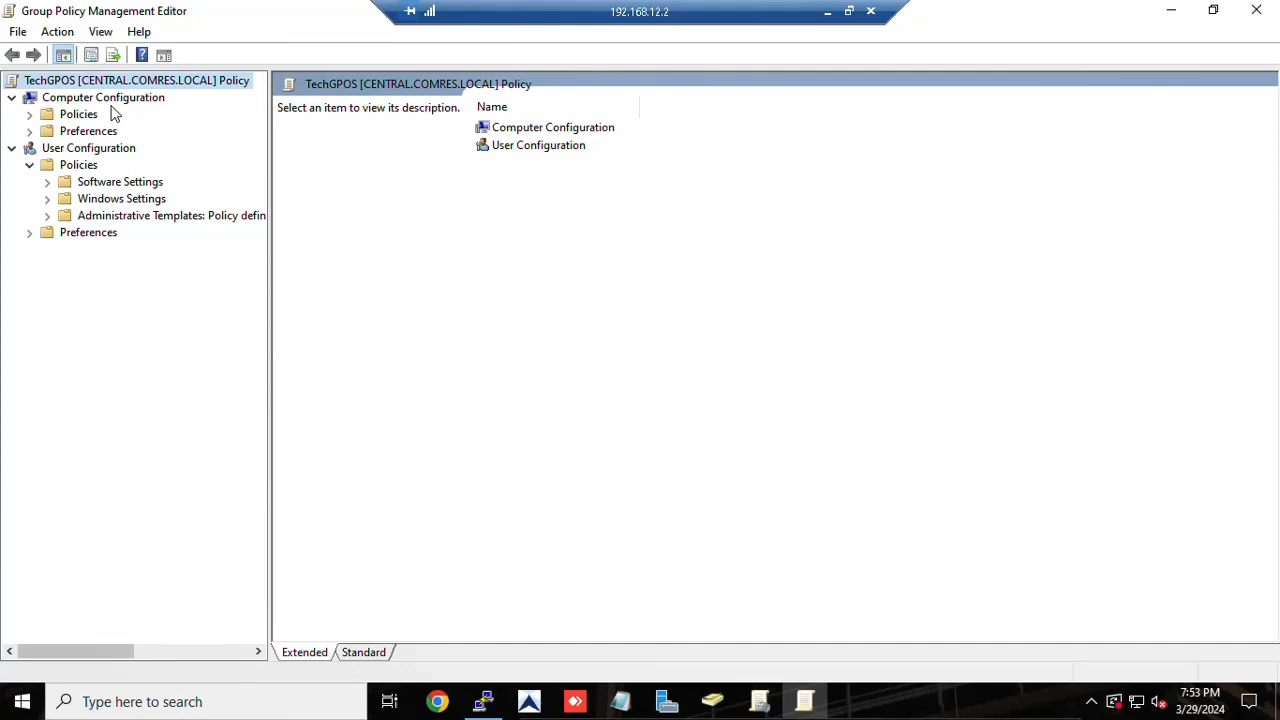 Group Policy Management Editor
192.168.12.2
File Action View Help
TechGPOS [CENTRAL.COMRES.LOCAL] Policy
Computer Configuration
Policies
Preferences
User Configuration
Policies
Software Settings
Windows Settings
Administrative Templates: Policy defin
Preferences
TechGPOS [CENTRAL.COMRES.LOCAL] Policy
Select an item to view its description.
Name
Computer Configuration
User Configuration
Extended Standard
Type here to search
7:53 PM
3/29/2024